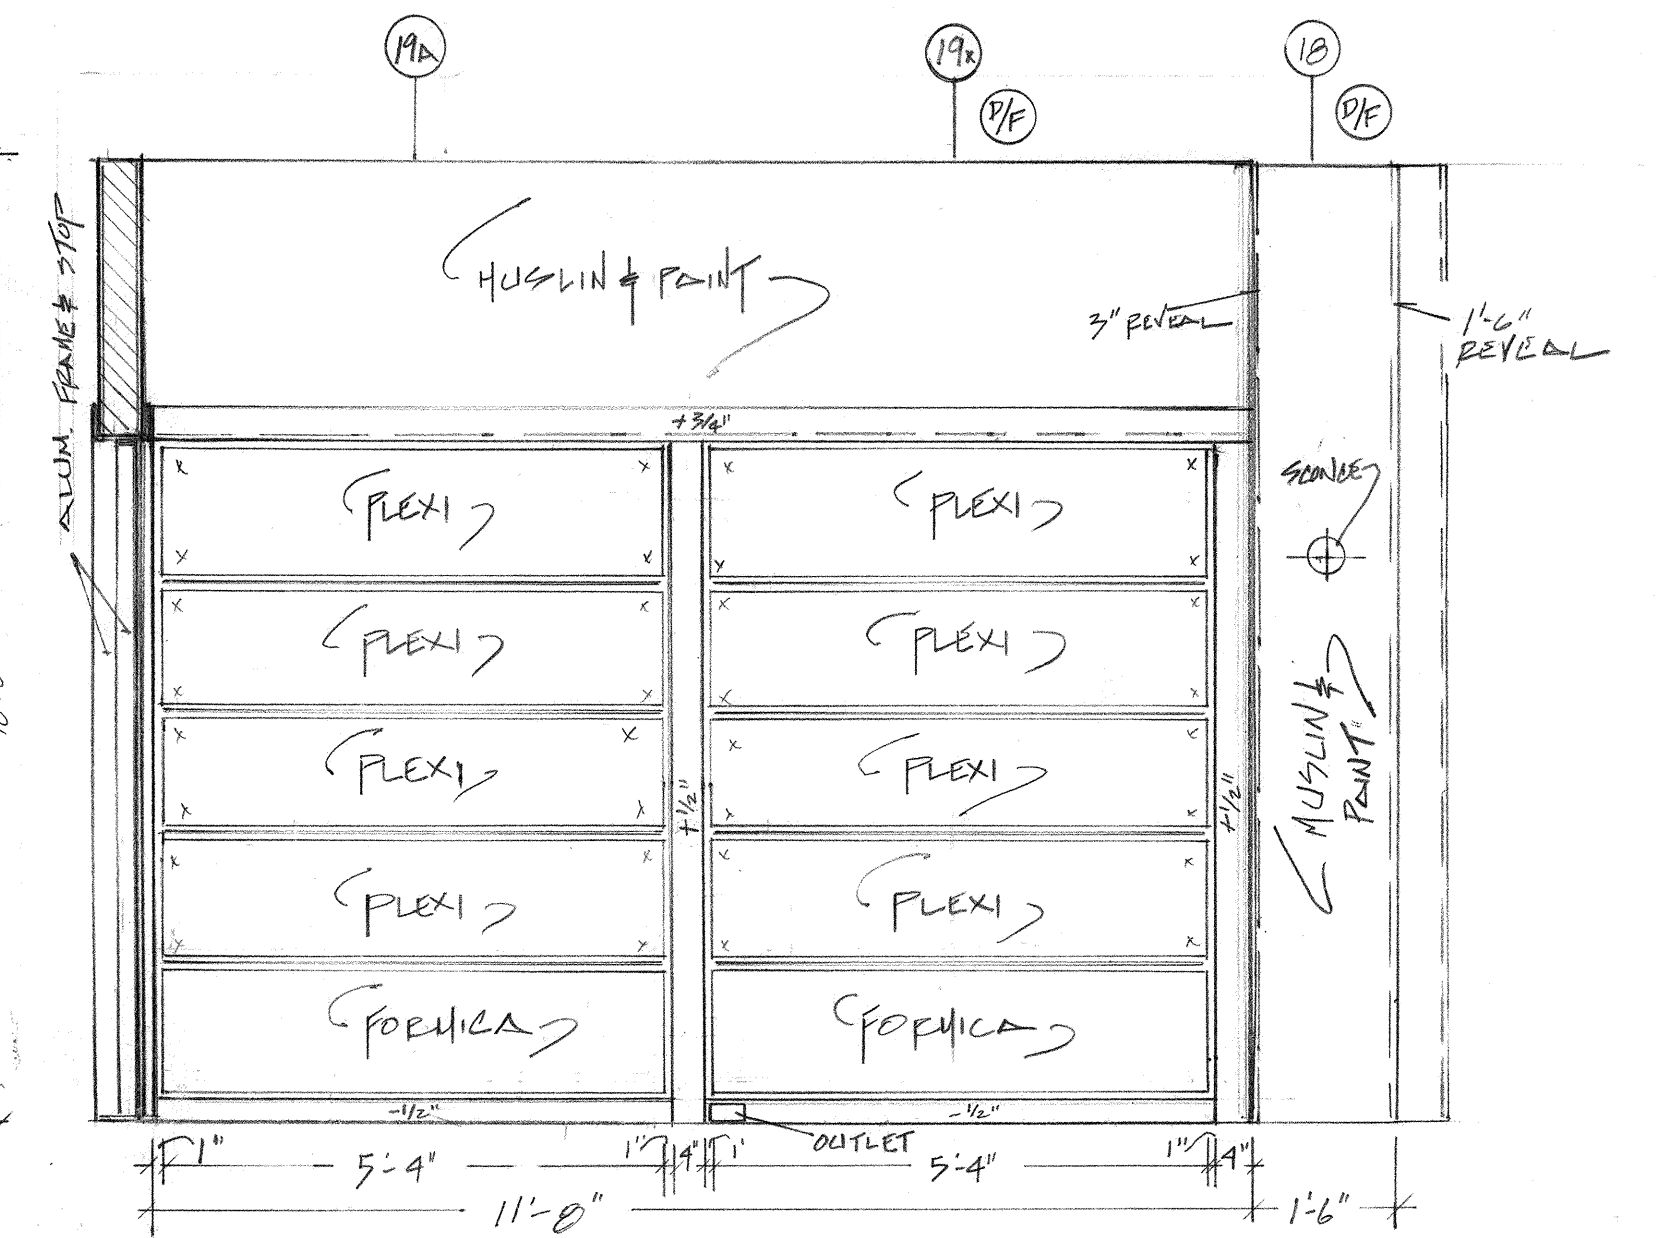 19A
19x
18
D/F
D/F
ALUM. FRAME & STOP
MUSLIN & PAINT
3" REVEAL
1'-6"
REVEAL
+3/4"
SCONCE
PLEXI
PLEXI
PLEXI
PLEXI
PLEXI
PLEXI
+1/2"
+1/2"
MUSLIN &
PAINT
PLEXI
PLEXI
FORMICA
FORMICA
-1/2"
-1/2"
OUTLET
1"
5'-4"
1"
4"
1'
5'-4"
1"
4"
11'-8"
1'-6"